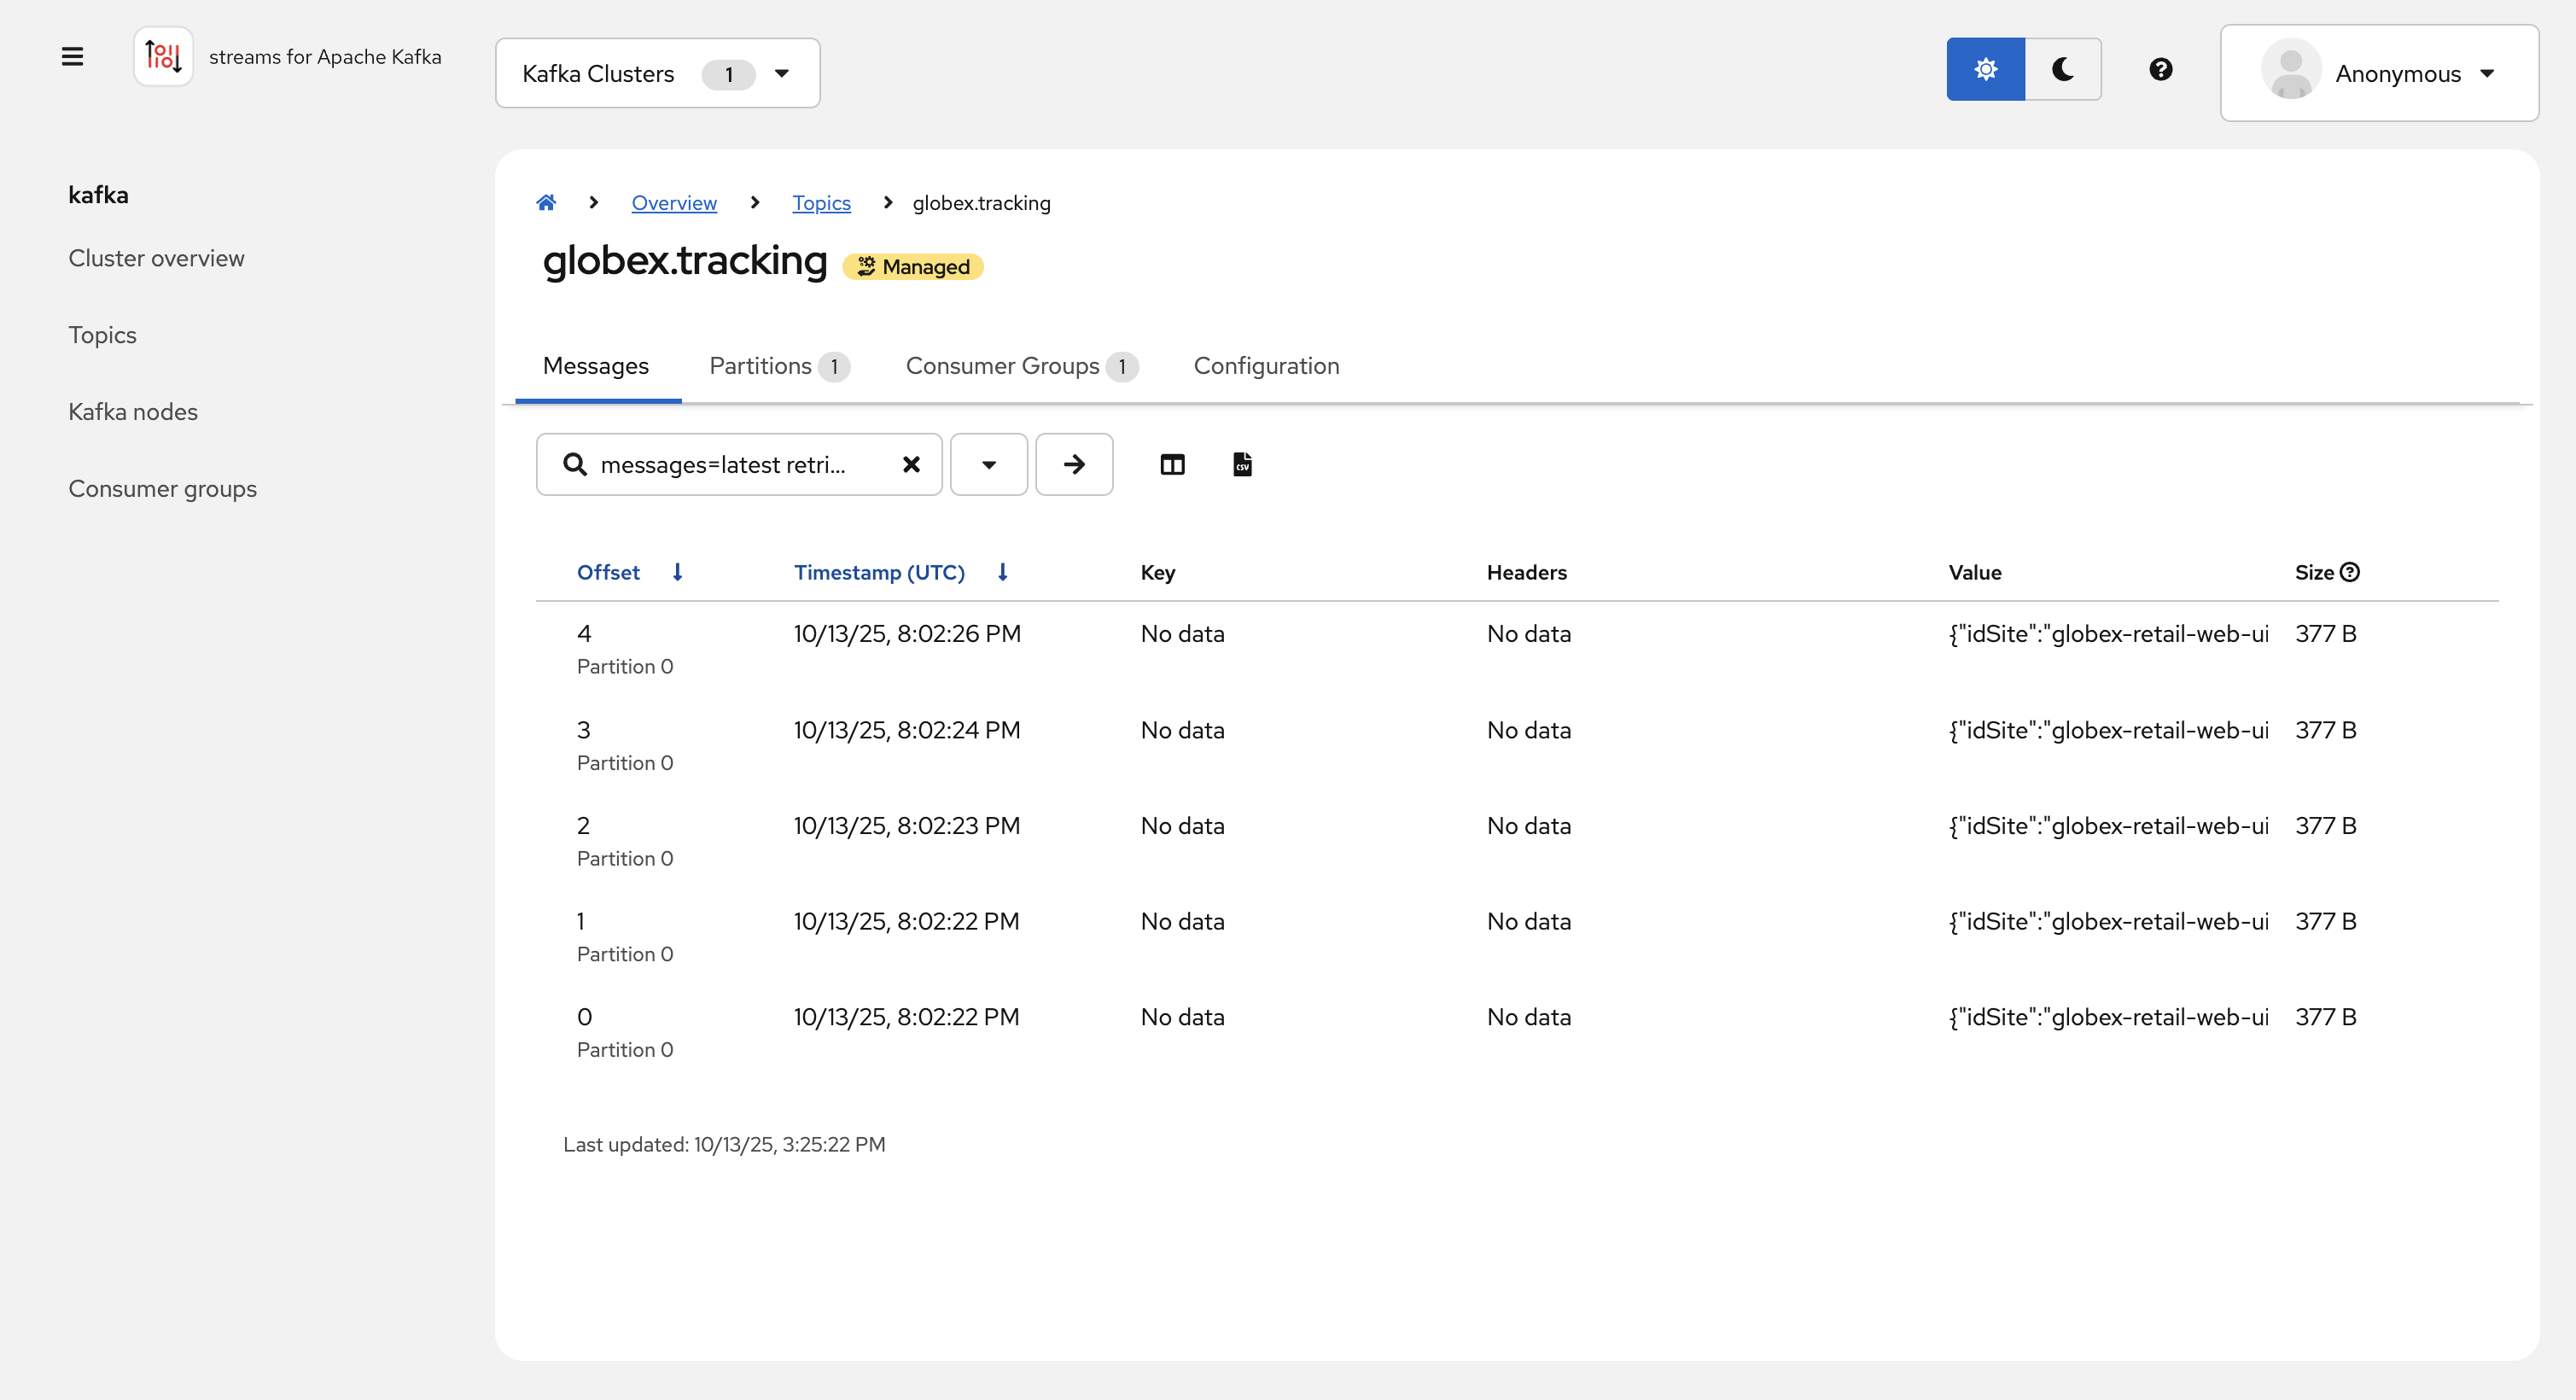 streams for Apache Kafka
Kafka Clusters 1
Anonymous
kafka
Cluster overview
Topics
Kafka nodes
Consumer groups
Overview > Topics > globex.tracking
globex.tracking Managed
Messages Partitions 1 Consumer Groups 1 Configuration
messages=latest retri...
CSV
Offset Timestamp (UTC) Key Headers Value Size
4 10/13/25, 8:02:26 PM No data No data {"idSite":"globex-retail-web-ui 377 B
Partition 0
3 10/13/25, 8:02:24 PM No data No data {"idSite":"globex-retail-web-ui 377 B
Partition 0
2 10/13/25, 8:02:23 PM No data No data {"idSite":"globex-retail-web-ui 377 B
Partition 0
1 10/13/25, 8:02:22 PM No data No data {"idSite":"globex-retail-web-ui 377 B
Partition 0
0 10/13/25, 8:02:22 PM No data No data {"idSite":"globex-retail-web-ui 377 B
Partition 0
Last updated: 10/13/25, 3:25:22 PM